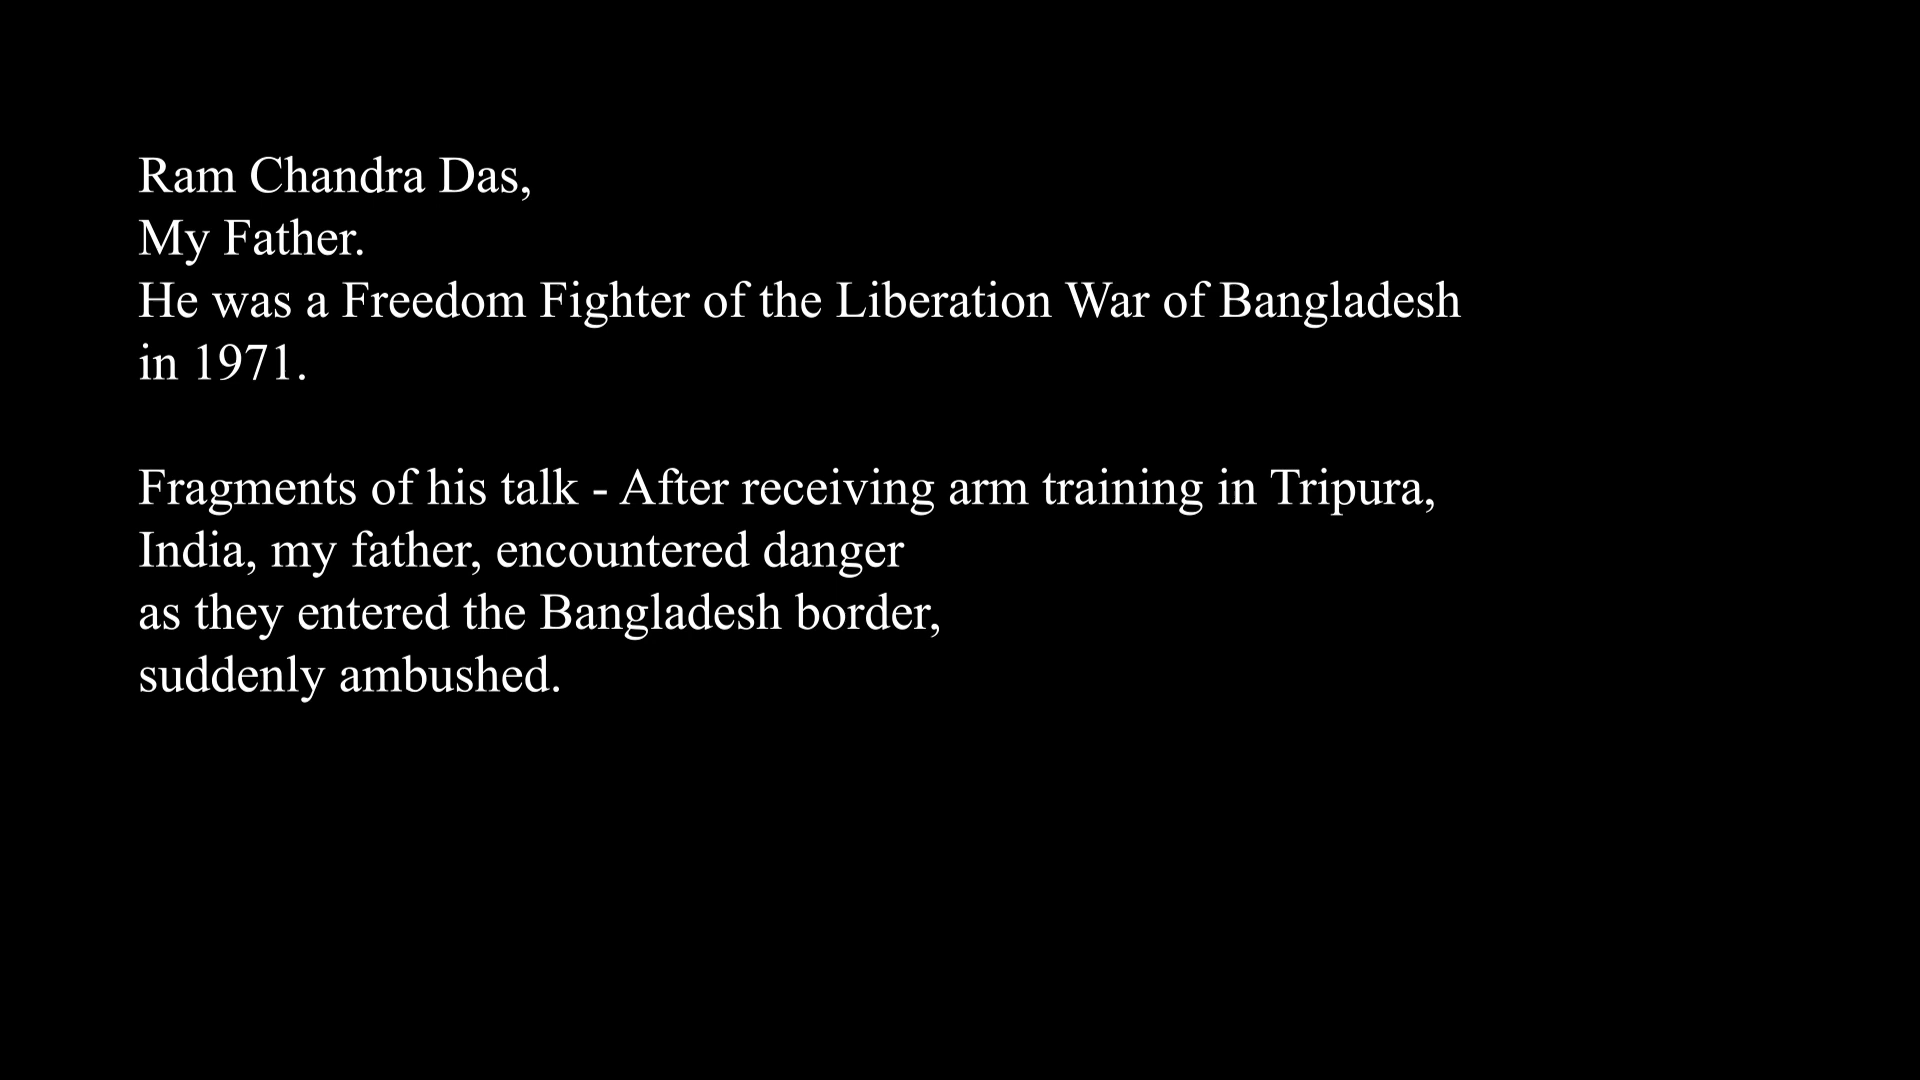 Ram Chandra Das,
My Father.
He was a Freedom Fighter of the Liberation War of Bangladesh
in 1971.
Fragments of his talk - After receiving arm training in Tripura,
India, my father, encountered danger
as they entered the Bangladesh border,
suddenly ambushed.